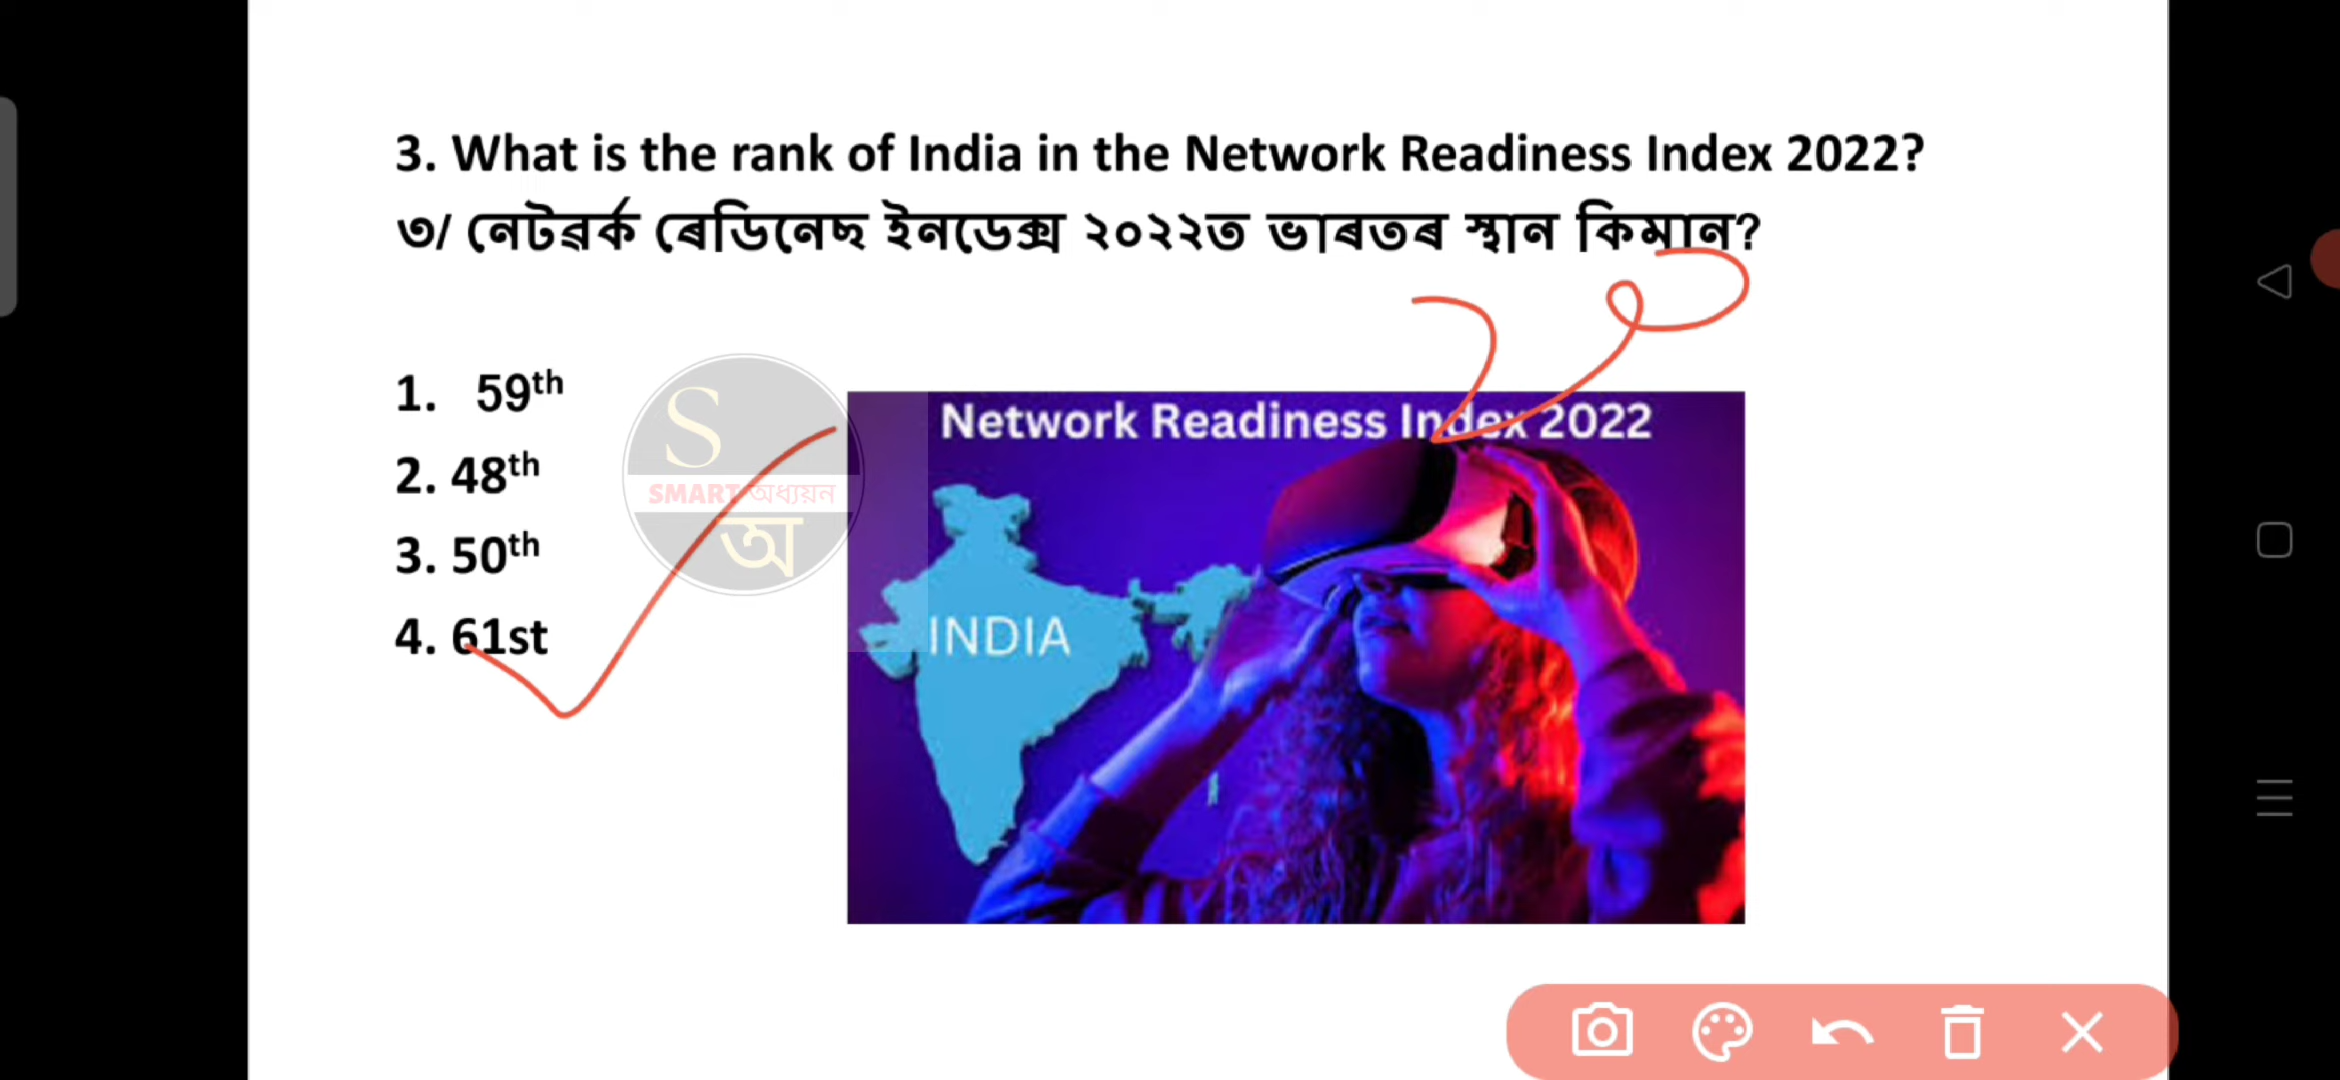 3. What is the rank of India in the Network Readiness Index 2022?
৩/ নেটৱৰ্ক ৰেডিনেছ ইনডেক্স ২০২২ত ভাৰতৰ স্থান কিমান?
1. 59th
2. 48th
3. 50th
4. 61st
S
SMART অধ্যয়ন
অ
Network Readiness Index 2022
INDIA